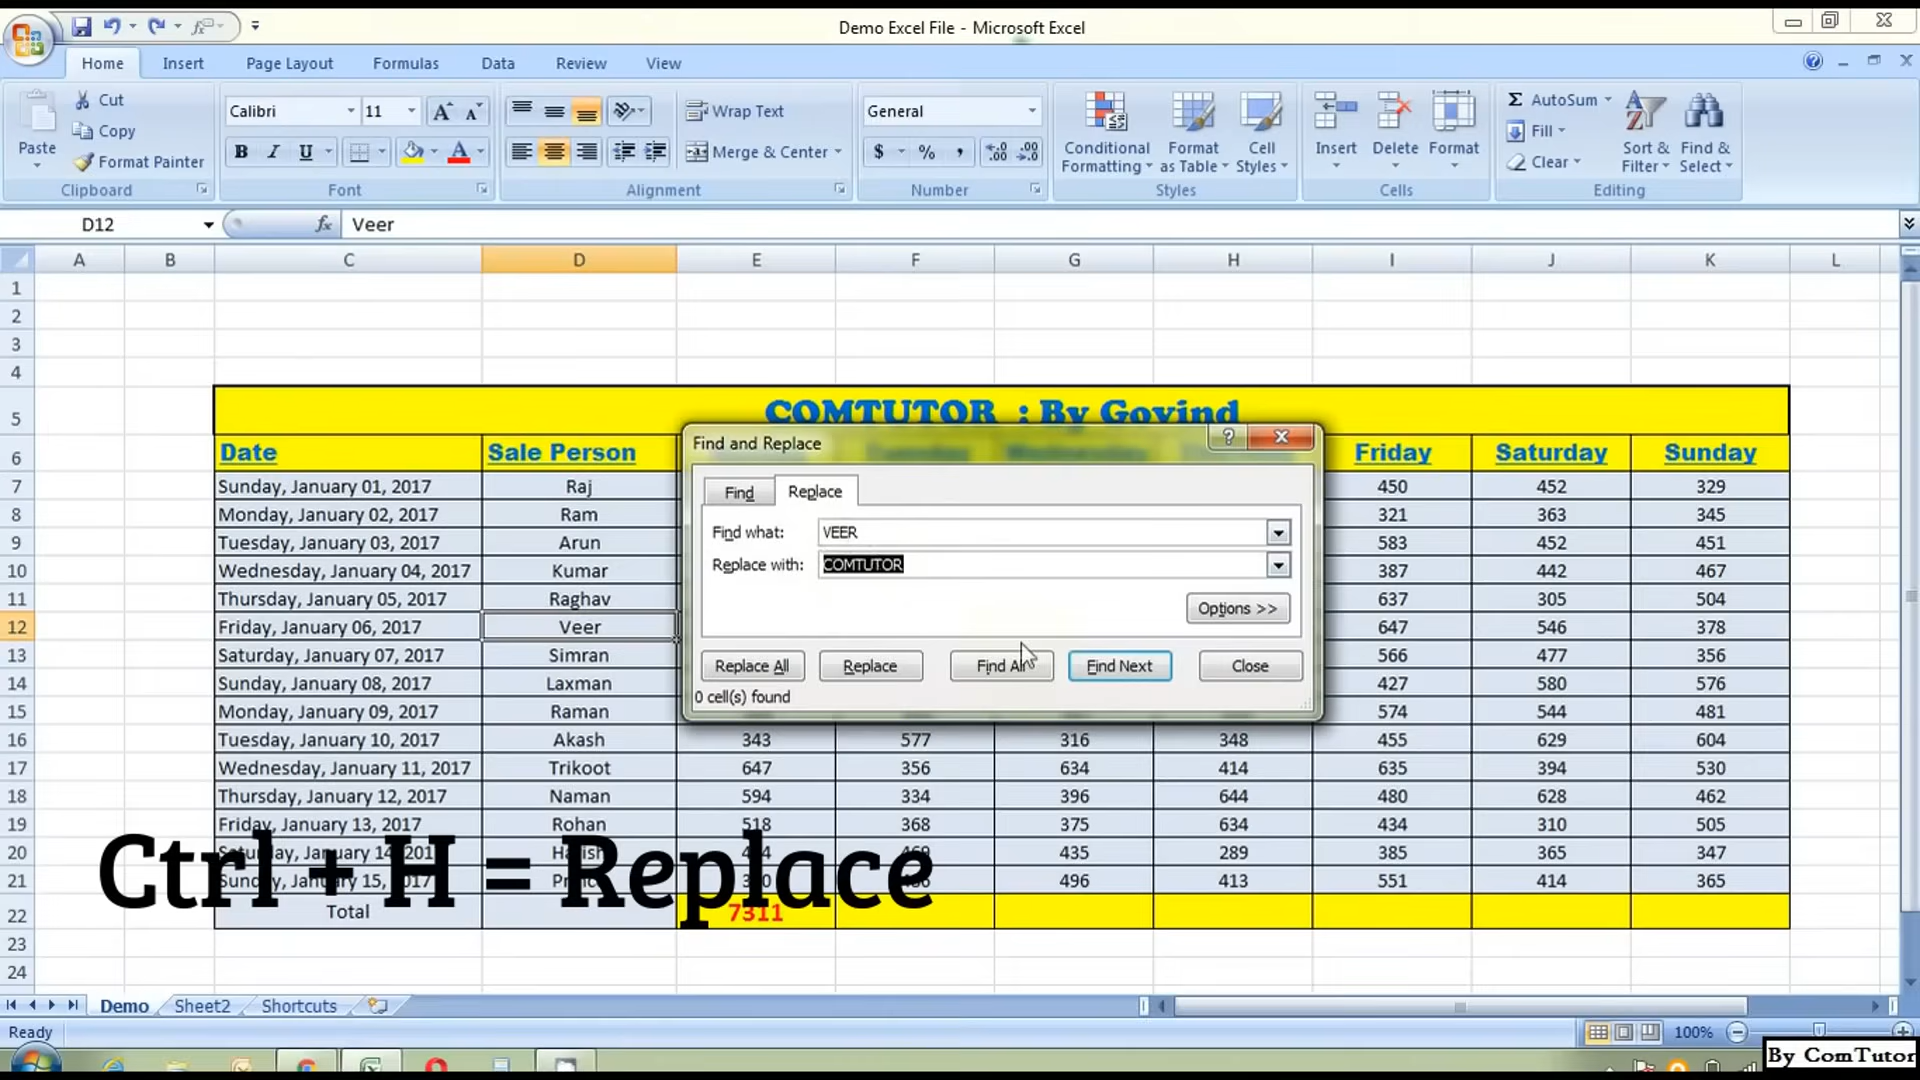 Demo Excel File - Microsoft Excel
Home Insert Page Layout Formulas Data Review View
Cut
Copy
Format Painter
Paste
Clipboard
Calibri 11
B I U
Font
Wrap Text
Merge & Center
Alignment
General
$ % ,
Number
Conditional Formatting
Format as Table
Cell Styles
Styles
Insert Delete Format
Cells
Σ AutoSum
Fill
Clear
Sort & Filter
Find & Select
Editing
D12 fx Veer
A B C D E F G H I J K L
1
2
3
4
5 COMTUTOR : By Govind
6 Date Sale Person Friday Saturday Sunday
7 Sunday, January 01, 2017 Raj 450 452 329
8 Monday, January 02, 2017 Ram 321 363 345
9 Tuesday, January 03, 2017 Arun 583 452 451
10 Wednesday, January 04, 2017 Kumar 387 442 467
11 Thursday, January 05, 2017 Raghav 637 305 504
12 Friday, January 06, 2017 Veer 647 546 378
13 Saturday, January 07, 2017 Simran 566 477 356
14 Sunday, January 08, 2017 Laxman 427 580 576
15 Monday, January 09, 2017 Raman 574 544 481
16 Tuesday, January 10, 2017 Akash 343 577 316 348 455 629 604
17 Wednesday, January 11, 2017 Trikoot 647 356 634 414 635 394 530
18 Thursday, January 12, 2017 Naman 594 334 396 644 480 628 462
19 Friday, January 13, 2017 Rohan 518 368 375 634 434 310 505
20 435 289 385 365 347
21 Sunday, January 15, 2017 496 413 551 414 365
22 Total 7311
23
24
Find and Replace
Find Replace
Find what: VEER
Replace with: COMTUTOR
Options >>
Replace All Replace Find All Find Next Close
0 cell(s) found
Ctrl + H = Replace
Demo Sheet2 Shortcuts
Ready 100%
By ComTutor